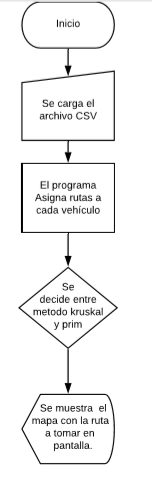 Inicio
Se carga el
archivo CSV
El programa
Asigna rutas a
cada vehículo
Se
decide entre
metodo kruskal
y prim
Se muestra el
mapa con la ruta
a tomar en
pantalla.